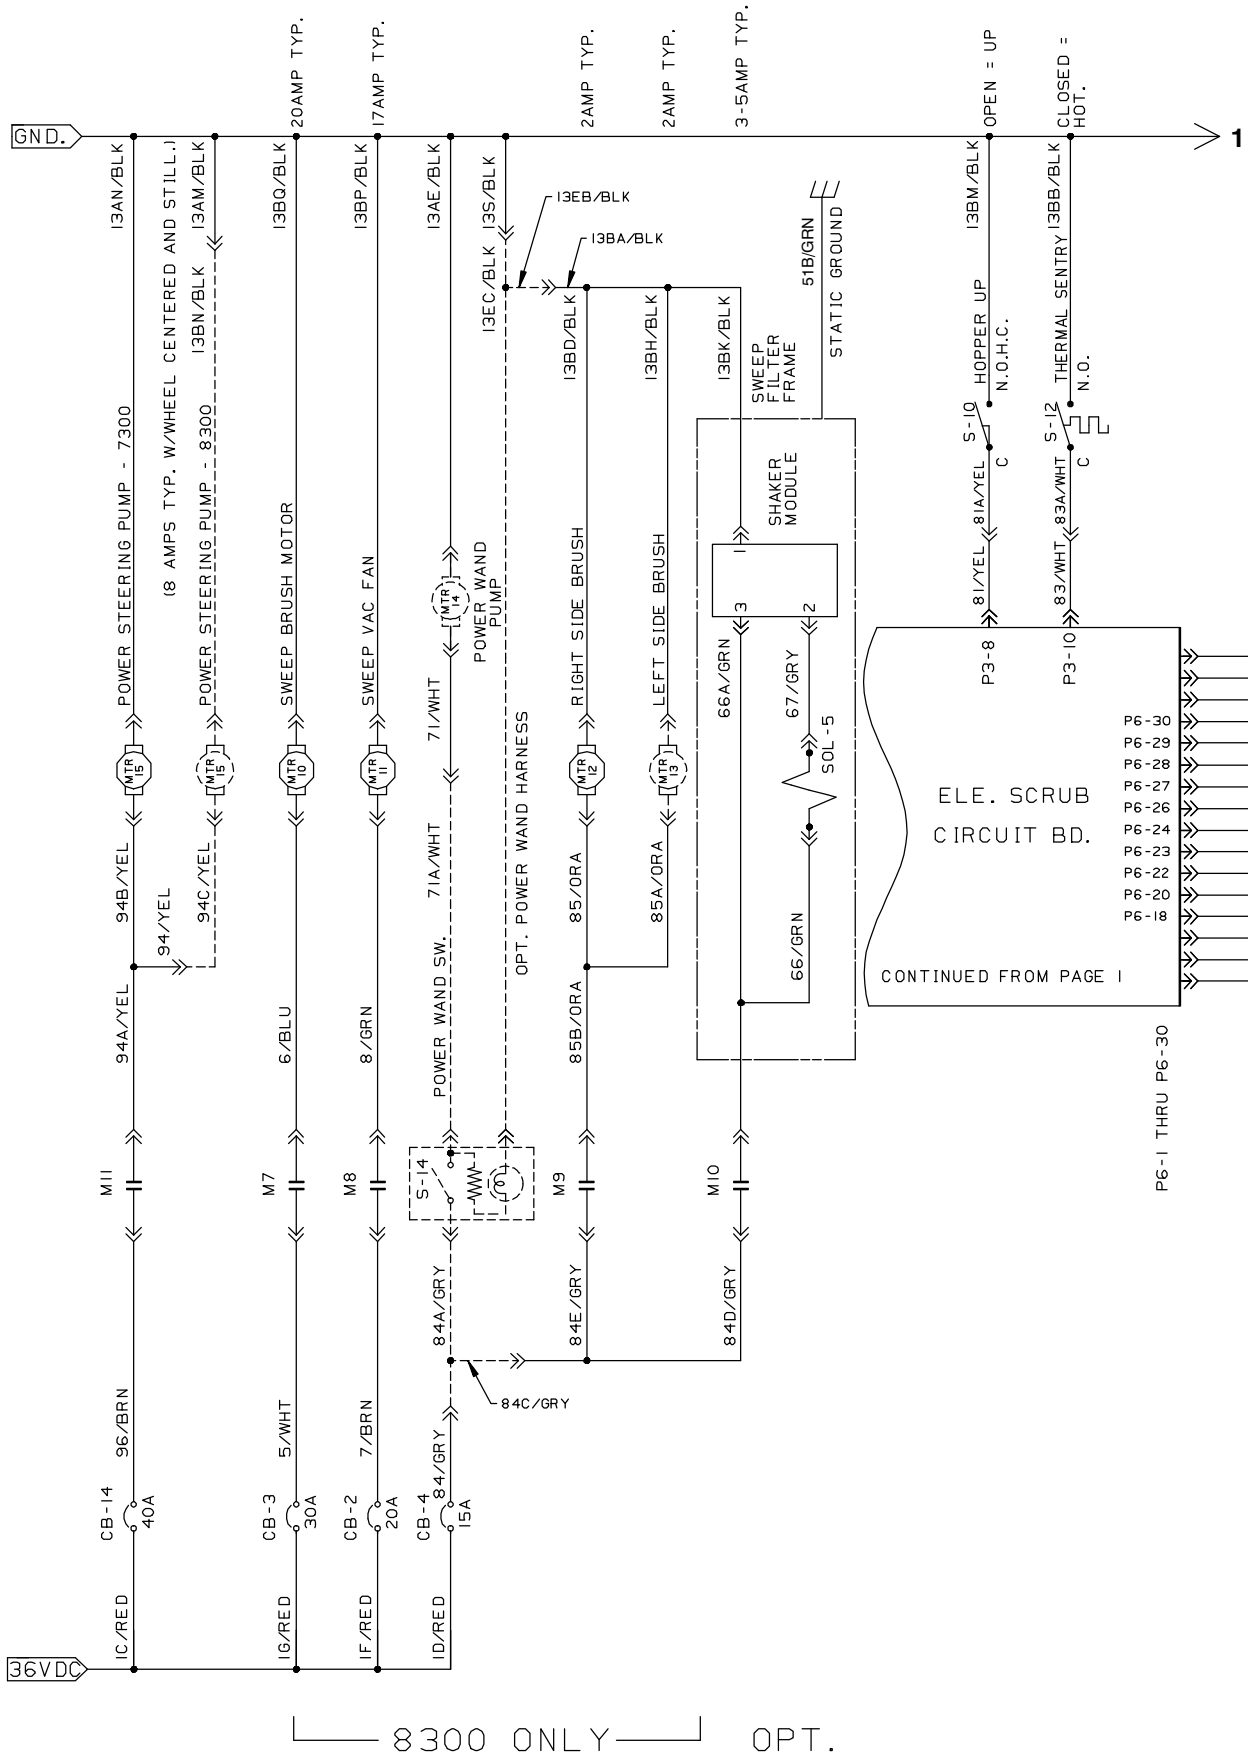 20AMP TYP.
17AMP TYP.
2AMP TYP.
2AMP TYP.
3-5AMP TYP.
OPEN = UP
CLOSED =
HOT.
GND.
1
13AN/BLK
(8 AMPS TYP. W/WHEEL CENTERED AND STILL.)
13AM/BLK
13BQ/BLK
13BP/BLK
13AE/BLK
13S/BLK
13EB/BLK
13BA/BLK
13BM/BLK
13BB/BLK
13BN/BLK
13EC/BLK
13BD/BLK
13BH/BLK
13BK/BLK
51B/GRN
STATIC GROUND
SWEEP
FILTER
FRAME
HOPPER UP
N.O.H.C.
THERMAL SENTRY
N.O.
S-10
S-12
C
C
POWER STEERING PUMP - 7300
POWER STEERING PUMP - 8300
SWEEP BRUSH MOTOR
SWEEP VAC FAN
POWER WAND
PUMP
RIGHT SIDE BRUSH
LEFT SIDE BRUSH
SHAKER
MODULE
1
3
2
81A/YEL
83A/WHT
81/YEL
83/WHT
MTR
14
71/WHT
66A/GRN
67/GRY
SOL-5
P3-8
P3-10
MTR
15
MTR
15
MTR
10
MTR
11
MTR
12
MTR
13
OPT. POWER WAND HARNESS
P6-30
P6-29
P6-28
P6-27
P6-26
P6-24
P6-23
P6-22
P6-20
P6-18
ELE. SCRUB
CIRCUIT BD.
CONTINUED FROM PAGE 1
94B/YEL
94/YEL
94C/YEL
71A/WHT
85/ORA
85A/ORA
66/GRN
94A/YEL
6/BLU
8/GRN
POWER WAND SW.
85B/ORA
P6-1 THRU P6-30
M11
M7
M8
S-14
M9
M10
84A/GRY
84E/GRY
84D/GRY
84C/GRY
96/BRN
5/WHT
7/BRN
84/GRY
CB-14
40A
CB-3
30A
CB-2
20A
CB-4
15A
1C/RED
1G/RED
1F/RED
1D/RED
36VDC
8300 ONLY
OPT.